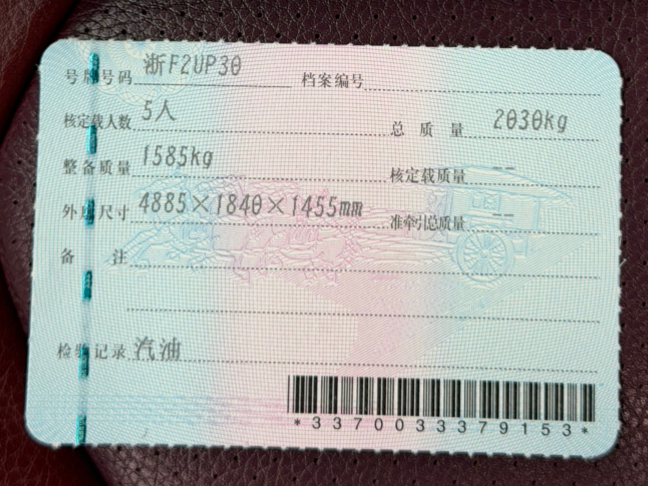 号牌号码 浙F2UP30 档案编号
核定载人数 5人 总质量 2030kg
整备质量 1585kg 核定载质量 --
外廓尺寸 4885×1840×1455mm 准牵引总质量 --
备注
检验记录 汽油
*3370033379153*